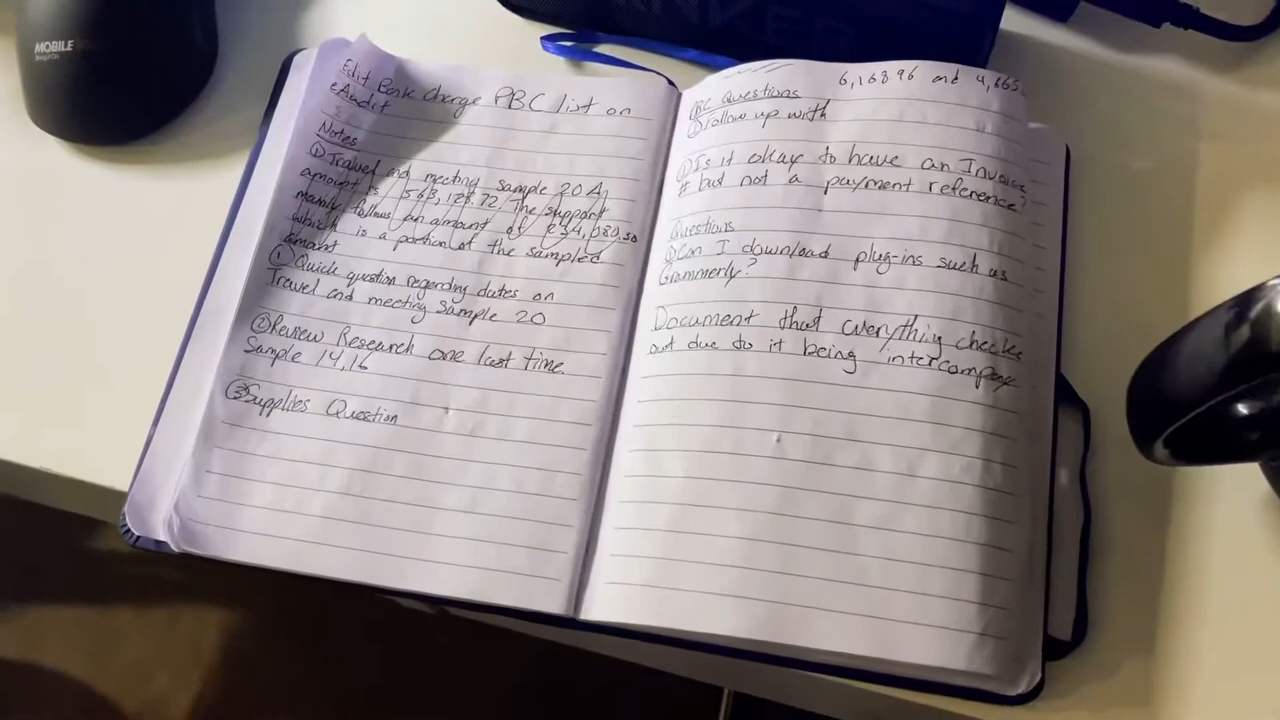 MOBILE
Edit Bank charge PBC list on
eAudit
Notes
① Travel and meeting sample 20 A
amount is 1,563,128.72 The support
mainly follows an amount of
which is a portion of the sampled
amount
① Quick question regarding dates on
Travel and meeting Sample 20
② Review Research one last time
Sample 14,16
③ Supplies Question
6,168.96 and 4,665
PBC Questions
① Follow up with
① Is it okay to have an Invoice
# but not a payment reference?
Questions
① Can I download plug-ins such as
Grammerly?
Document that everything checks
out due to it being intercompany